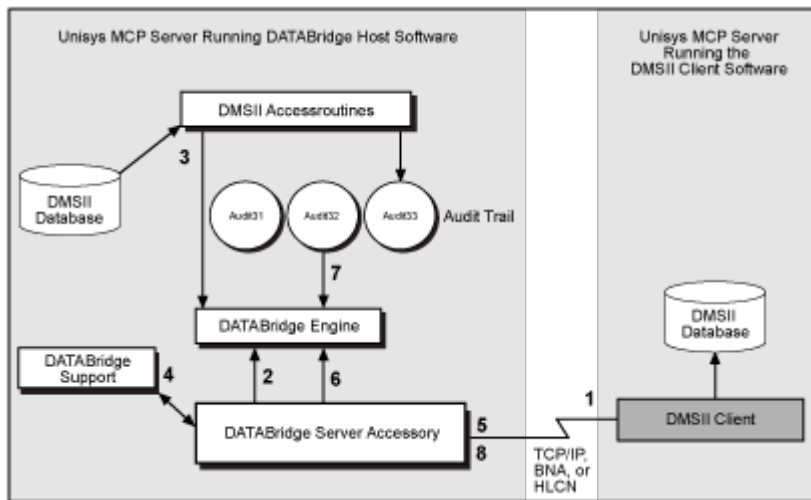 Unisys MCP Server Running DATABridge Host Software
Unisys MCP Server
Running the
DMSII Client Software
DMSII Accessroutines
3
DMSII
Database
Audit31
Audit32
Audit33
Audit Trail
7
DATABridge Engine
DMSII
Database
DATABridge
Support
4
2
6
1
DATABridge Server Accessory
5
8
DMSII Client
TCP/IP,
BNA, or
HLCN